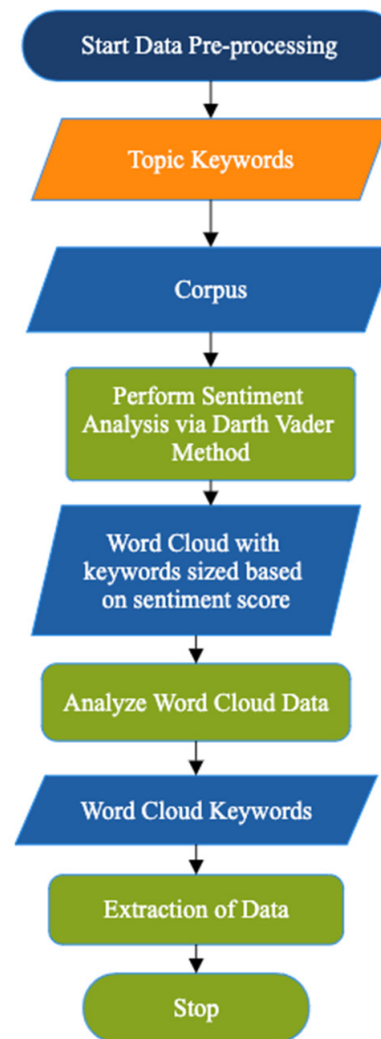 Start Data Pre-processing
Topic Keywords
Corpus
Perform Sentiment
Analysis via Darth Vader
Method
Word Cloud with
keywords sized based
on sentiment score
Analyze Word Cloud Data
Word Cloud Keywords
Extraction of Data
Stop